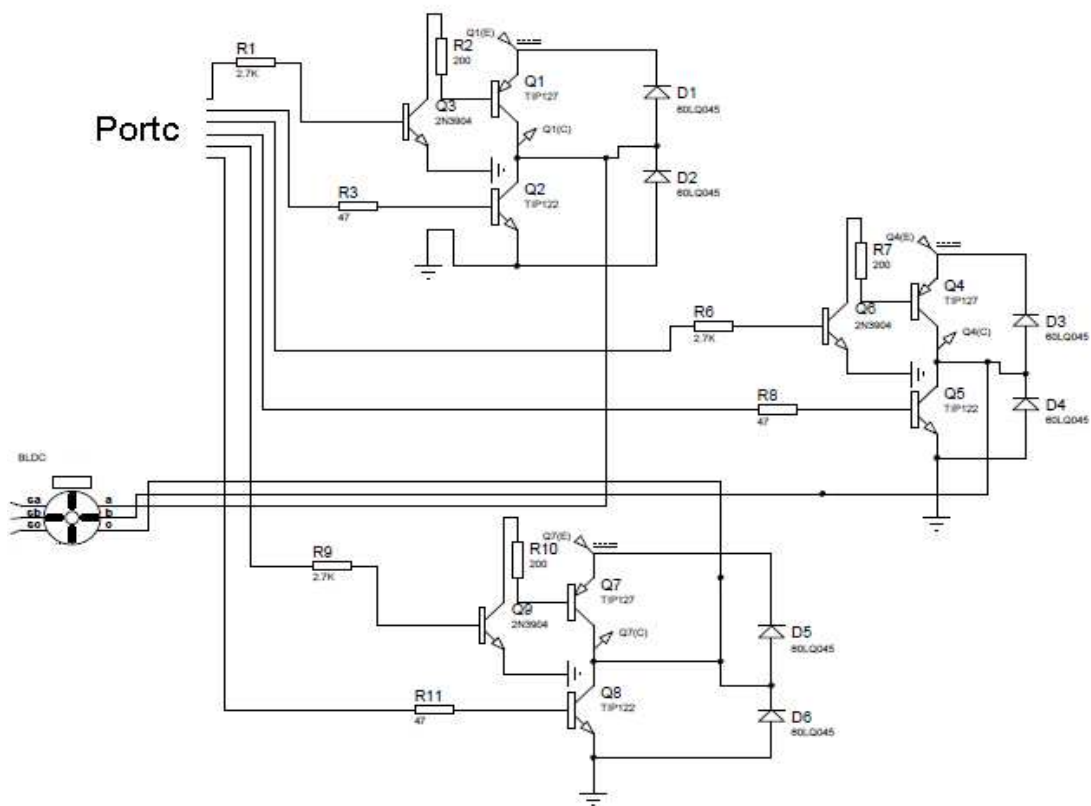 Portc
R1
2.7K
R2
200
Q1(E)
Q1
TIP127
Q3
2N3904
Q1(C)
D1
60LQ045
D2
60LQ045
R3
47
Q2
TIP122
R7
200
Q4(E)
Q4
TIP127
R6
2.7K
Q6
2N3904
Q4(C)
D3
60LQ045
R8
47
Q5
TIP122
D4
60LQ045
BLDC
sa
a
sb
b
sc
c
R9
2.7K
R10
200
Q7(E)
Q7
TIP127
Q9
2N3904
Q7(C)
D5
60LQ045
R11
47
Q8
TIP122
D6
60LQ045